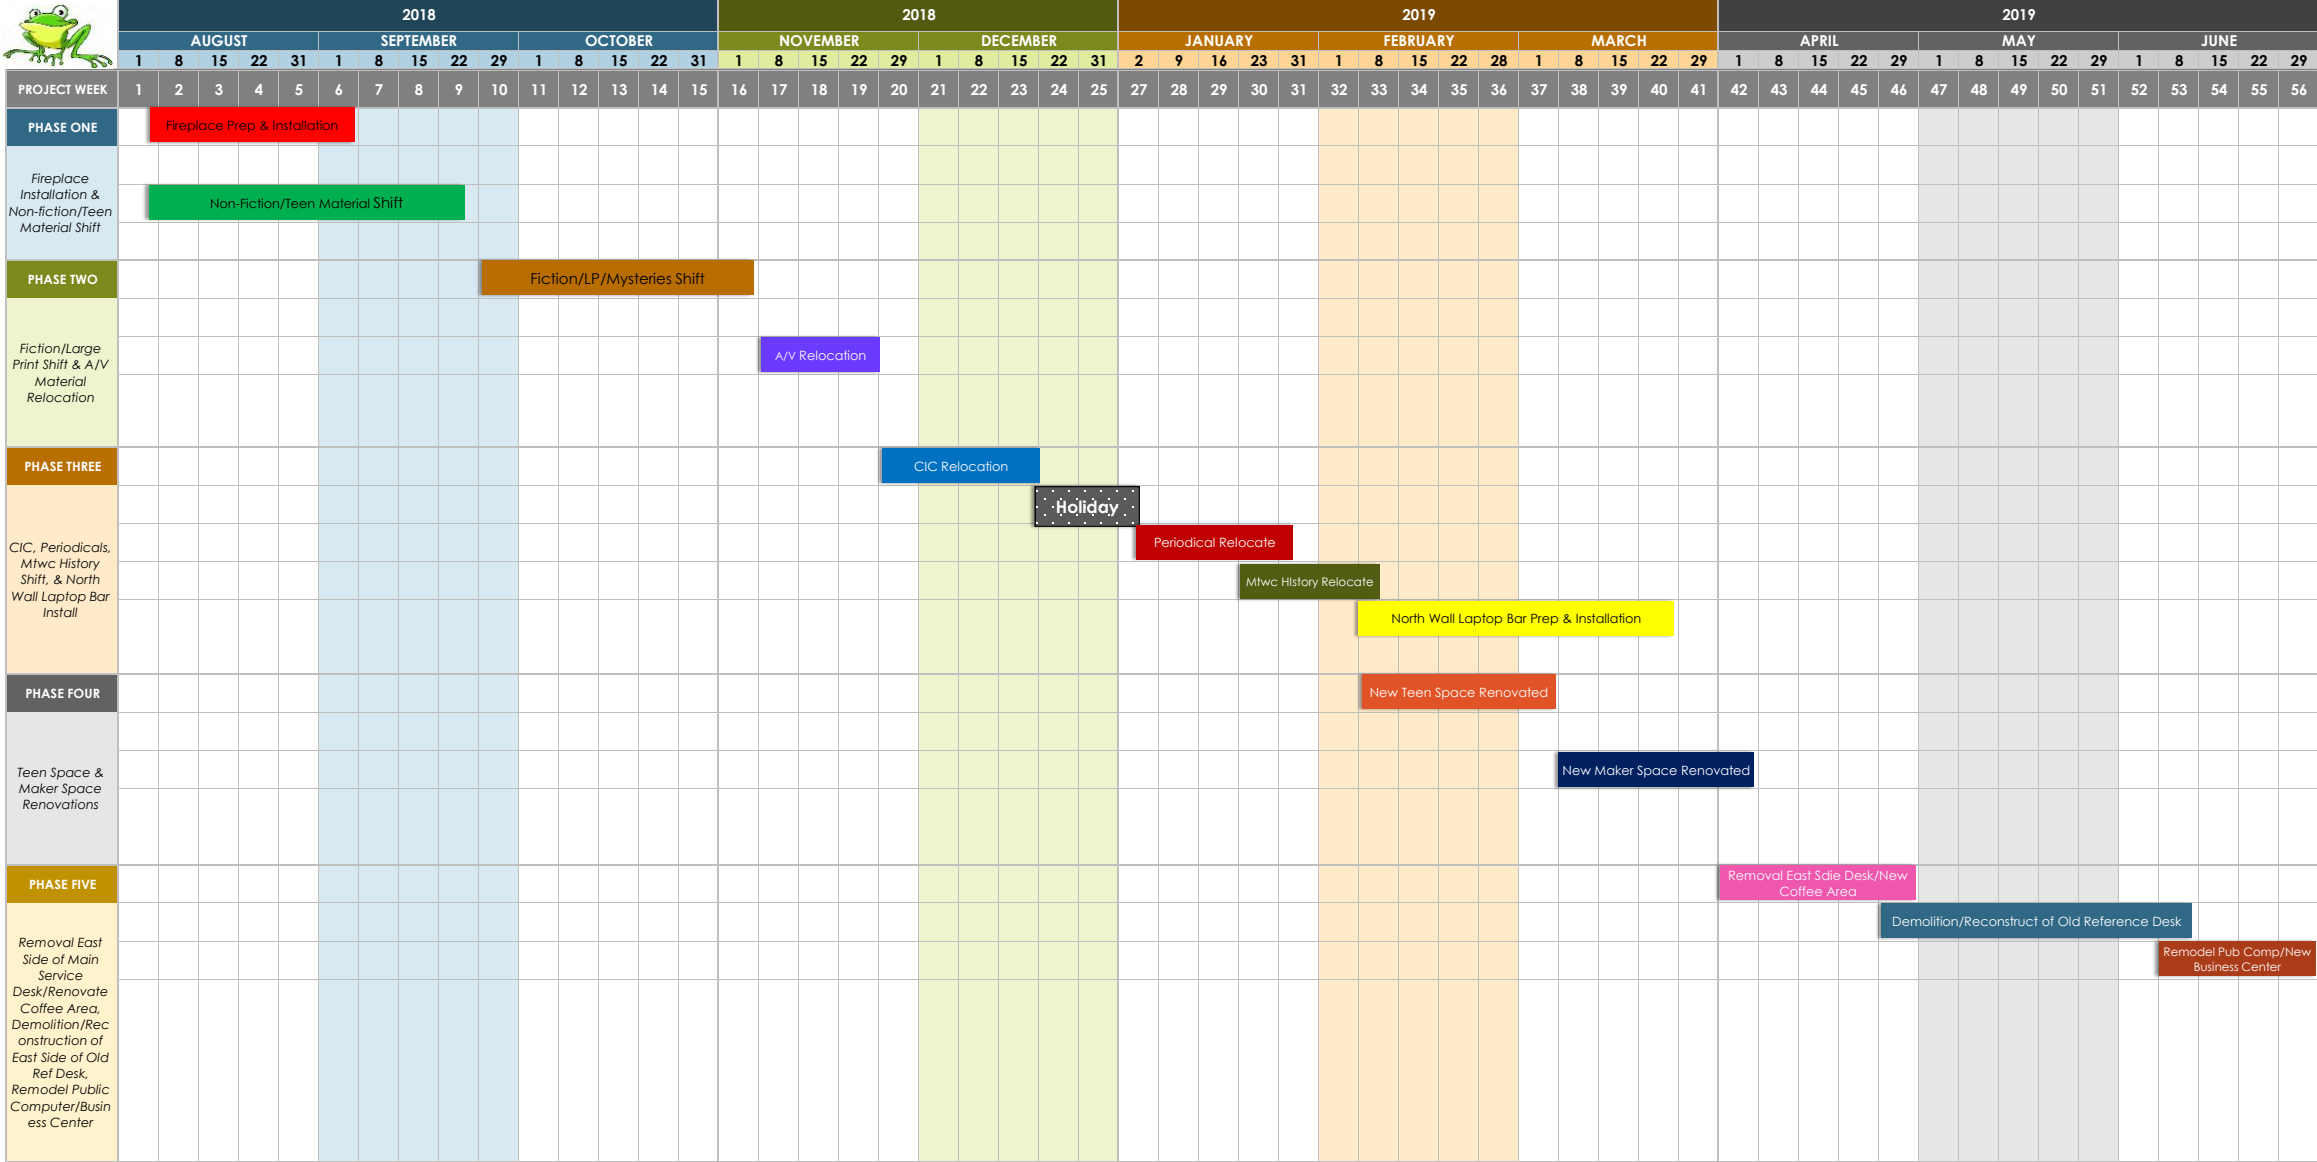 2018 2018 2019 2019
AUGUST SEPTEMBER OCTOBER NOVEMBER DECEMBER JANUARY FEBRUARY MARCH APRIL MAY JUNE
1 8 15 22 31 1 8 15 22 29 1 8 15 22 31 1 8 15 22 29 1 8 15 22 31 2 9 16 23 31 1 8 15 22 28 1 8 15 22 29 1 8 15 22 29 1 8 15 22 29 1 8 15 22 29
PROJECT WEEK 1 2 3 4 5 6 7 8 9 10 11 12 13 14 15 16 17 18 19 20 21 22 23 24 25 27 28 29 30 31 32 33 34 35 36 37 38 39 40 41 42 43 44 45 46 47 48 49 50 51 52 53 54 55 56
PHASE ONE
Fireplace Prep & Installation
Fireplace
Installation &
Non-fiction/Teen
Material Shift
Non-Fiction/Teen Material Shift
PHASE TWO
Fiction/LP/Mysteries Shift
Fiction/Large
Print Shift & A/V
Material
Relocation
A/V Relocation
PHASE THREE
CIC Relocation
Holiday
CIC, Periodicals,
Mtwc History
Shift, & North
Wall Laptop Bar
Install
Periodical Relocate
Mtwc HIstory Relocate
North Wall Laptop Bar Prep & Installation
PHASE FOUR
New Teen Space Renovated
Teen Space &
Maker Space
Renovations
New Maker Space Renovated
PHASE FIVE
Removal East Sdie Desk/New
Coffee Area
Removal East
Side of Main
Service
Desk/Renovate
Coffee Area,
Demolition/Rec
onstruction of
East Side of Old
Ref Desk,
Remodel Public
Computer/Busin
ess Center
Demolition/Reconstruct of Old Reference Desk
Remodel Pub Comp/New
Business Center